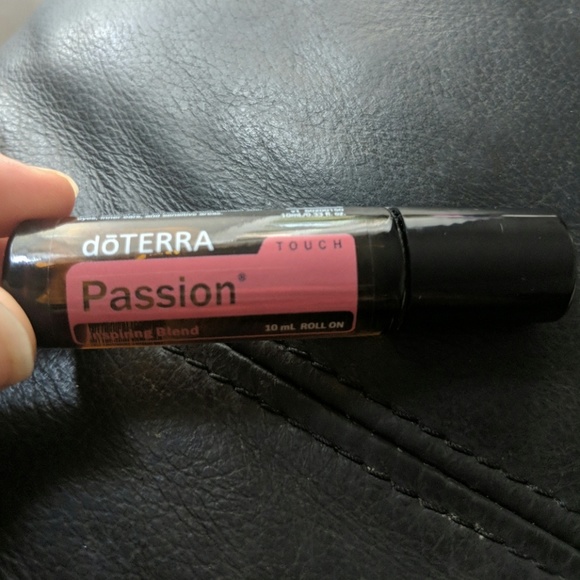 dōTERRA
TOUCH
Passion®
Inspiring Blend
10 mL ROLL ON